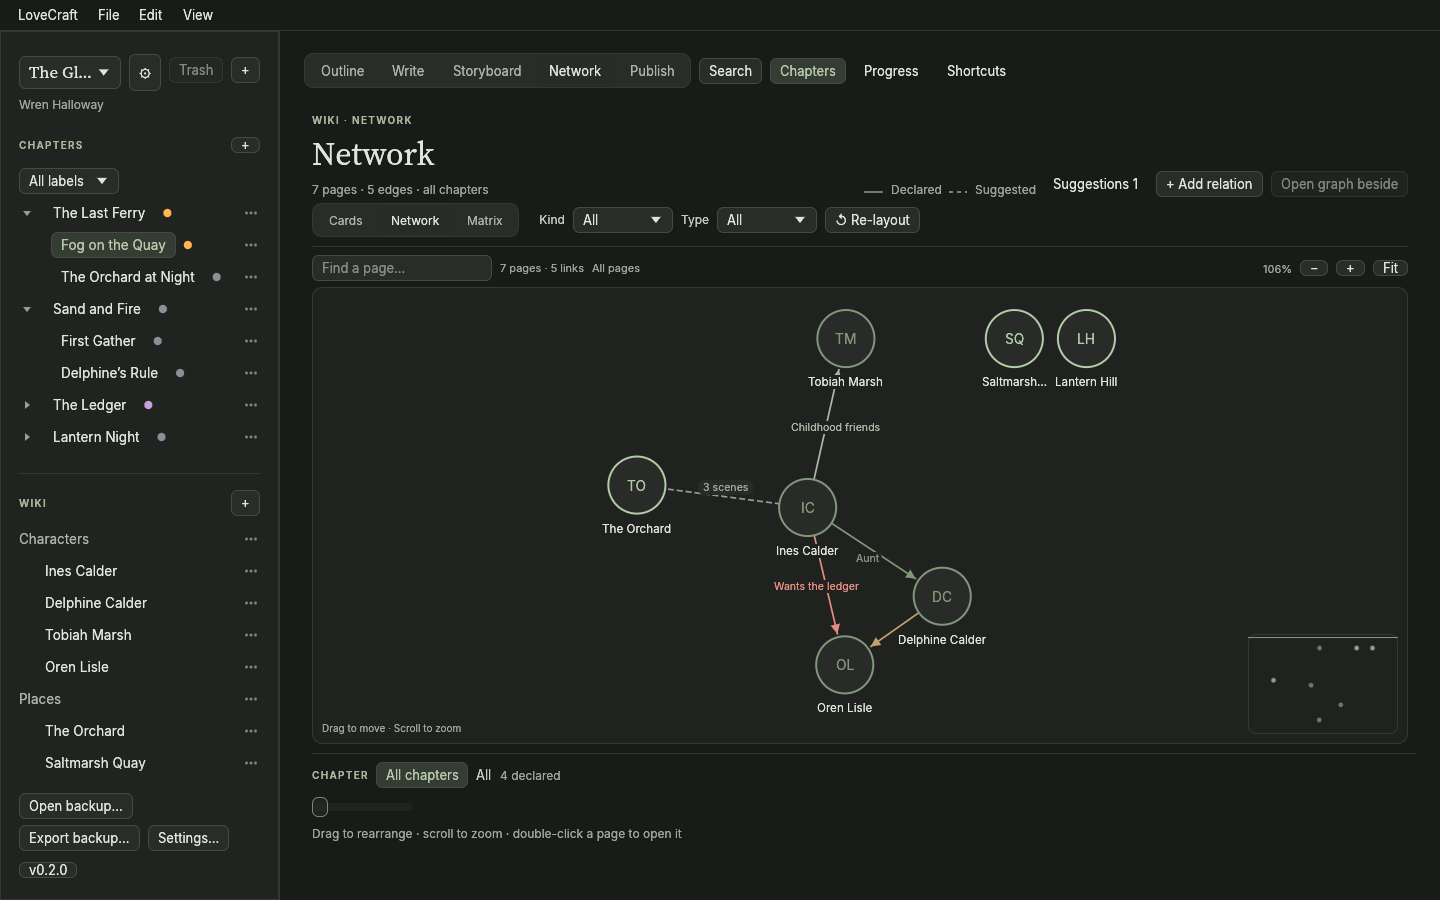 LoveCraft File Edit View
The Gl... Trash +
Wren Halloway
CHAPTERS +
All labels
The Last Ferry
Fog on the Quay
The Orchard at Night
Sand and Fire
First Gather
Delphine’s Rule
The Ledger
Lantern Night
WIKI +
Characters
Ines Calder
Delphine Calder
Tobiah Marsh
Oren Lisle
Places
The Orchard
Saltmarsh Quay
Open backup...
Export backup... Settings...
v0.2.0
Outline Write Storyboard Network Publish Search Chapters Progress Shortcuts
WIKI · NETWORK
Network
7 pages · 5 edges · all chapters
Declared Suggested Suggestions 1 + Add relation Open graph beside
Cards Network Matrix Kind All Type All Re-layout
Find a page... 7 pages · 5 links All pages 106% − + Fit
TM SQ LH
Tobiah Marsh Saltmarsh... Lantern Hill
Childhood friends
TO 3 scenes IC
The Orchard
Ines Calder
Aunt
Wants the ledger
DC
Delphine Calder
OL
Oren Lisle
Drag to move · Scroll to zoom
CHAPTER All chapters All 4 declared
Drag to rearrange · scroll to zoom · double-click a page to open it